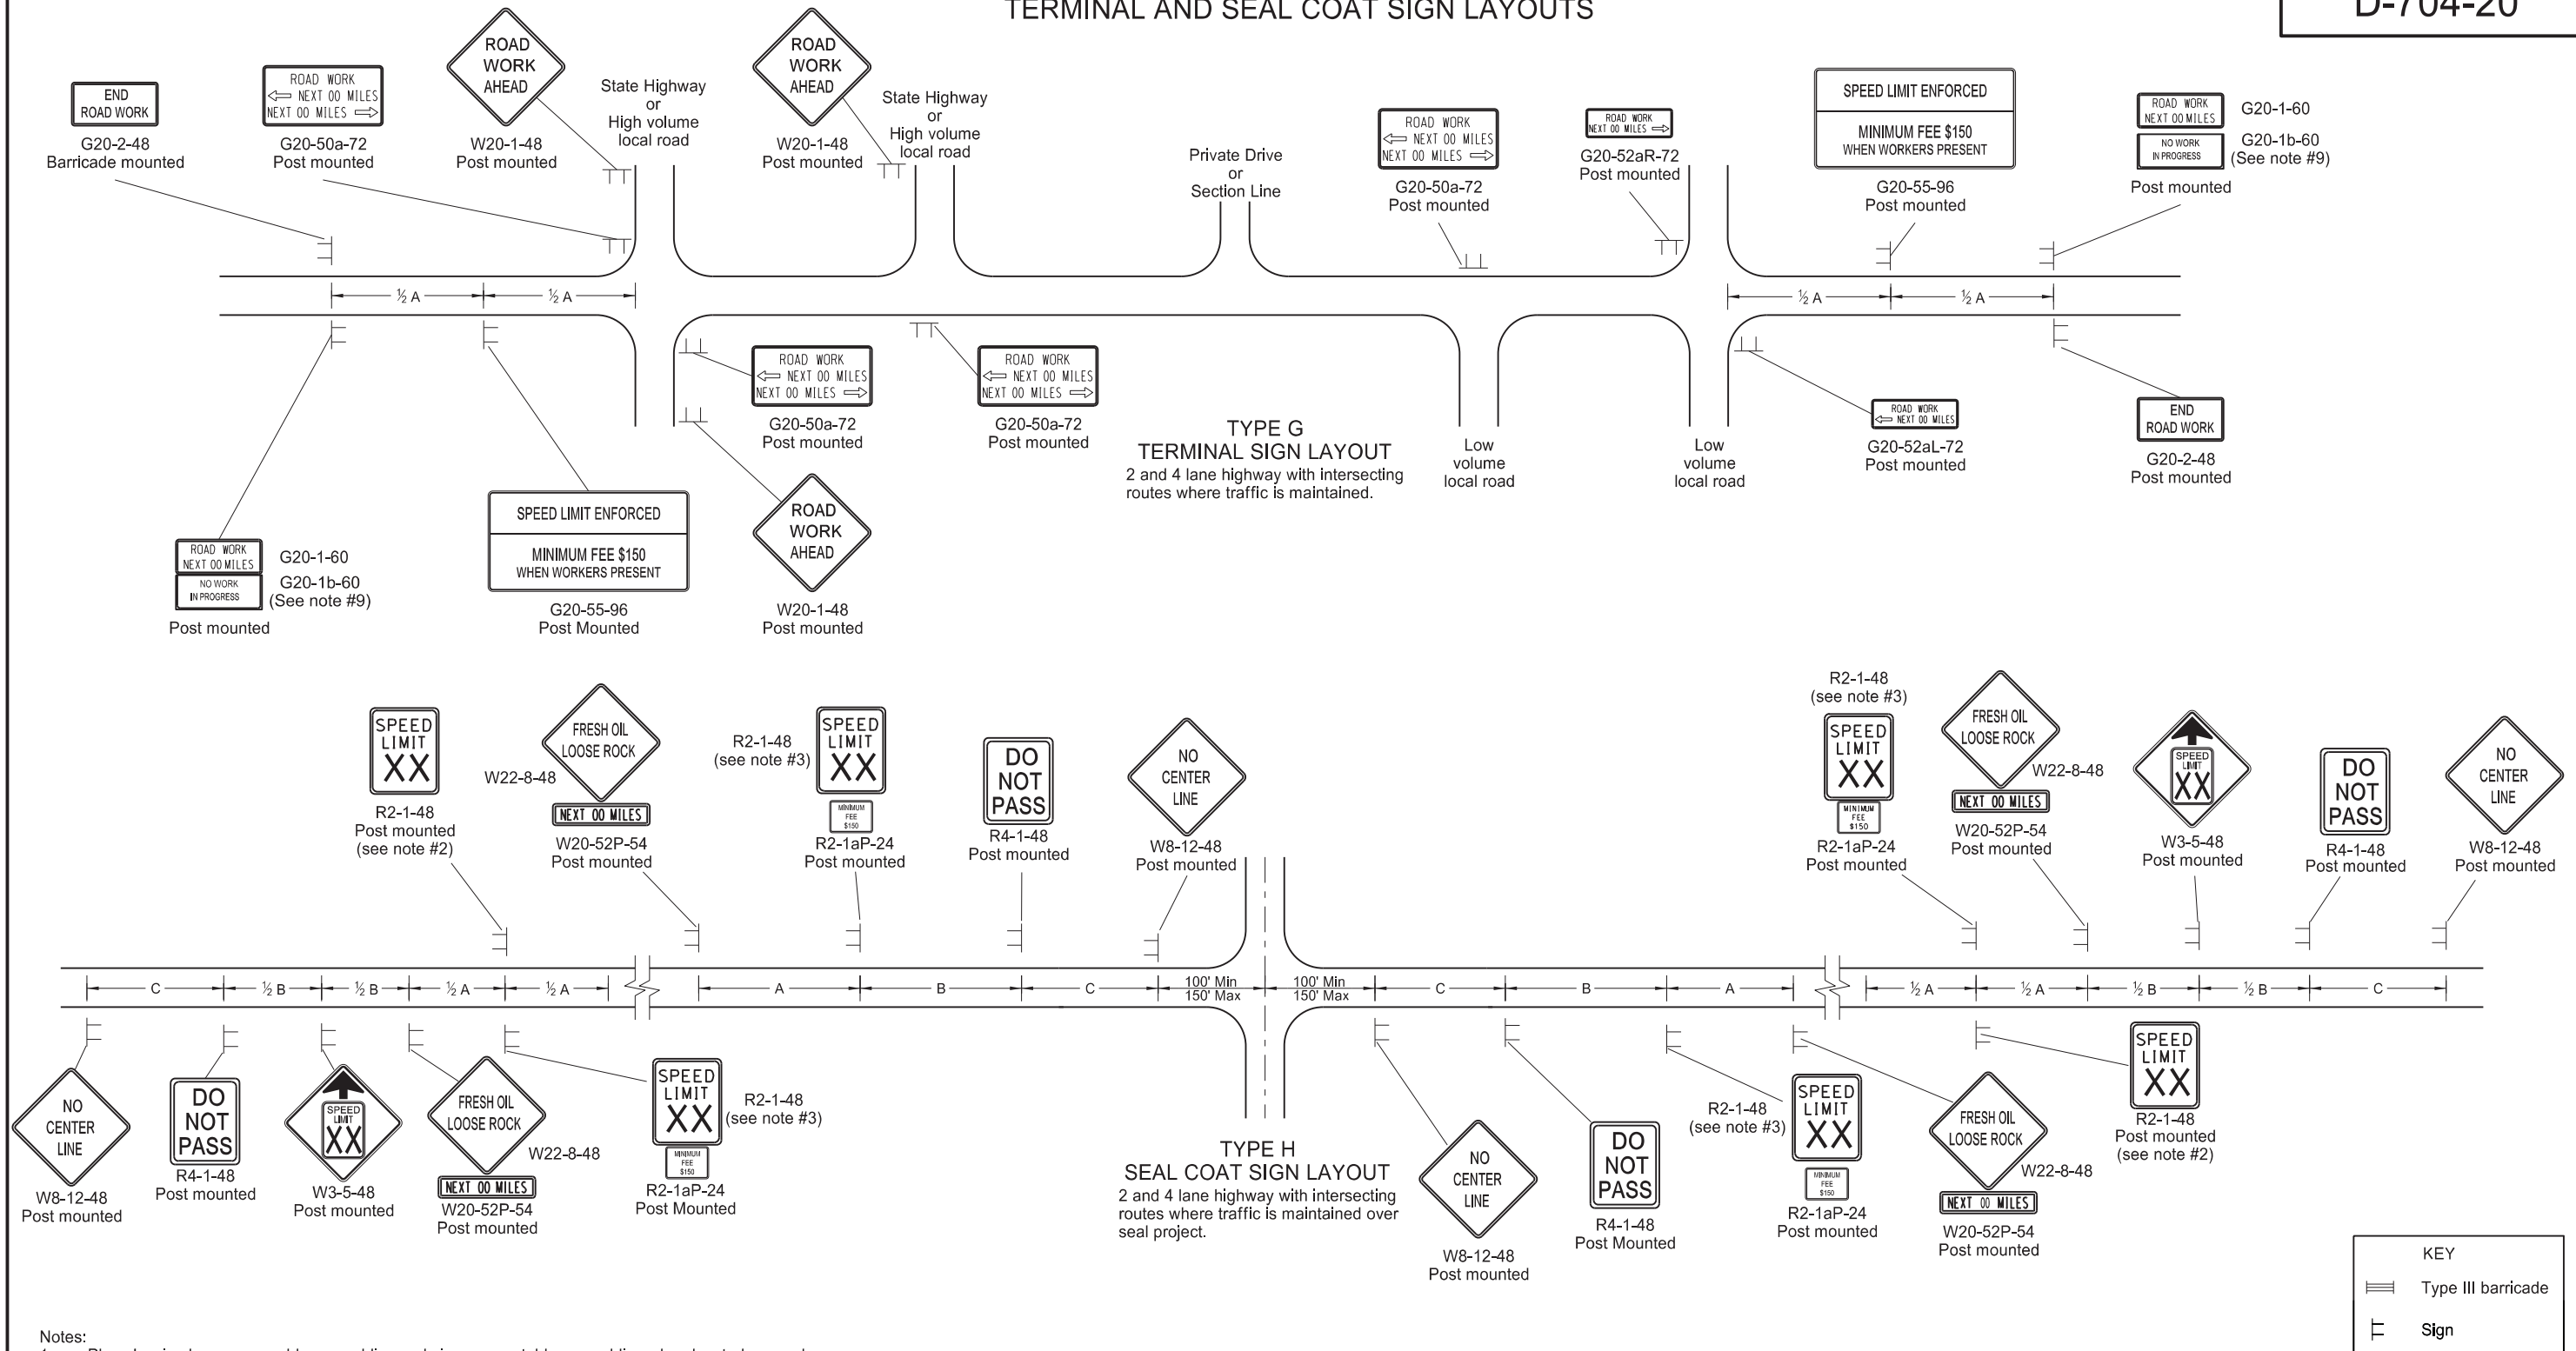 TERMINAL AND SEAL COAT SIGN LAYOUTS
D-704-20
END
ROAD WORK
G20-2-48
Barricade mounted
ROAD WORK
NEXT 00 MILES
NEXT 00 MILES
G20-50a-72
Post mounted
ROAD
WORK
AHEAD
W20-1-48
Post mounted
State Highway
or
High volume
local road
ROAD
WORK
AHEAD
W20-1-48
Post mounted
State Highway
or
High volume
local road
Private Drive
or
Section Line
ROAD WORK
NEXT 00 MILES
NEXT 00 MILES
G20-50a-72
Post mounted
ROAD WORK
NEXT 00 MILES
G20-52aR-72
Post mounted
SPEED LIMIT ENFORCED
MINIMUM FEE $150
WHEN WORKERS PRESENT
G20-55-96
Post mounted
ROAD WORK
NEXT 00 MILES
G20-1-60
NO WORK
IN PROGRESS
G20-1b-60
(See note #9)
Post mounted
½ A
½ A
½ A
½ A
ROAD WORK
NEXT 00 MILES
NEXT 00 MILES
G20-50a-72
Post mounted
ROAD WORK
NEXT 00 MILES
NEXT 00 MILES
G20-50a-72
Post mounted
TYPE G
TERMINAL SIGN LAYOUT
2 and 4 lane highway with intersecting
routes where traffic is maintained.
Low
volume
local road
Low
volume
local road
ROAD WORK
NEXT 00 MILES
G20-52aL-72
Post mounted
END
ROAD WORK
G20-2-48
Post mounted
ROAD WORK
NEXT 00 MILES
G20-1-60
NO WORK
IN PROGRESS
G20-1b-60
(See note #9)
Post mounted
SPEED LIMIT ENFORCED
MINIMUM FEE $150
WHEN WORKERS PRESENT
G20-55-96
Post Mounted
ROAD
WORK
AHEAD
W20-1-48
Post mounted
SPEED
LIMIT
XX
R2-1-48
Post mounted
(see note #2)
FRESH OIL
LOOSE ROCK
W22-8-48
NEXT 00 MILES
W20-52P-54
Post mounted
R2-1-48
(see note #3)
SPEED
LIMIT
XX
MINIMUM
FEE
$150
R2-1aP-24
Post mounted
DO
NOT
PASS
R4-1-48
Post mounted
NO
CENTER
LINE
W8-12-48
Post mounted
R2-1-48
(see note #3)
SPEED
LIMIT
XX
MINIMUM
FEE
$150
R2-1aP-24
Post mounted
FRESH OIL
LOOSE ROCK
W22-8-48
NEXT 00 MILES
W20-52P-54
Post mounted
SPEED
LIMIT
XX
W3-5-48
Post mounted
DO
NOT
PASS
R4-1-48
Post mounted
NO
CENTER
LINE
W8-12-48
Post mounted
C
½ B
½ B
½ A
½ A
A
B
C
100' Min
150' Max
100' Min
150' Max
C
B
A
½ A
½ A
½ B
½ B
C
NO
CENTER
LINE
W8-12-48
Post mounted
DO
NOT
PASS
R4-1-48
Post mounted
SPEED
LIMIT
XX
W3-5-48
Post mounted
FRESH OIL
LOOSE ROCK
W22-8-48
NEXT 00 MILES
W20-52P-54
Post mounted
SPEED
LIMIT
XX
R2-1-48
(see note #3)
MINIMUM
FEE
$150
R2-1aP-24
Post Mounted
TYPE H
SEAL COAT SIGN LAYOUT
2 and 4 lane highway with intersecting
routes where traffic is maintained over
seal project.
NO
CENTER
LINE
W8-12-48
Post mounted
DO
NOT
PASS
R4-1-48
Post Mounted
R2-1-48
(see note #3)
SPEED
LIMIT
XX
MINIMUM
FEE
$150
R2-1aP-24
Post mounted
FRESH OIL
LOOSE ROCK
W22-8-48
NEXT 00 MILES
W20-52P-54
Post mounted
SPEED
LIMIT
XX
R2-1-48
Post mounted
(see note #2)
KEY
Type III barricade
Sign
Notes: